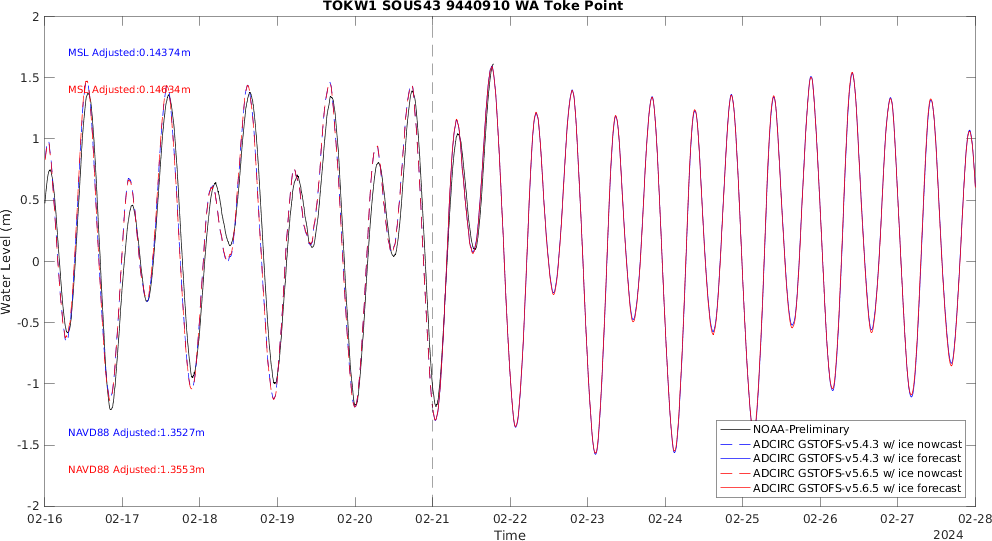 TOKW1 SOUS43 9440910 WA Toke Point
2
1.5
1
0.5
0
-0.5
-1
-1.5
-2
Water Level (m)
MSL Adjusted:0.14374m
MSL Adjusted:0.14634m
NAVD88 Adjusted:1.3527m
NAVD88 Adjusted:1.3553m
NOAA-Preliminary
ADCIRC GSTOFS-v5.4.3 w/ ice nowcast
ADCIRC GSTOFS-v5.4.3 w/ ice forecast
ADCIRC GSTOFS-v5.6.5 w/ ice nowcast
ADCIRC GSTOFS-v5.6.5 w/ ice forecast
02-16 02-17 02-18 02-19 02-20 02-21 02-22 02-23 02-24 02-25 02-26 02-27 02-28
Time
2024